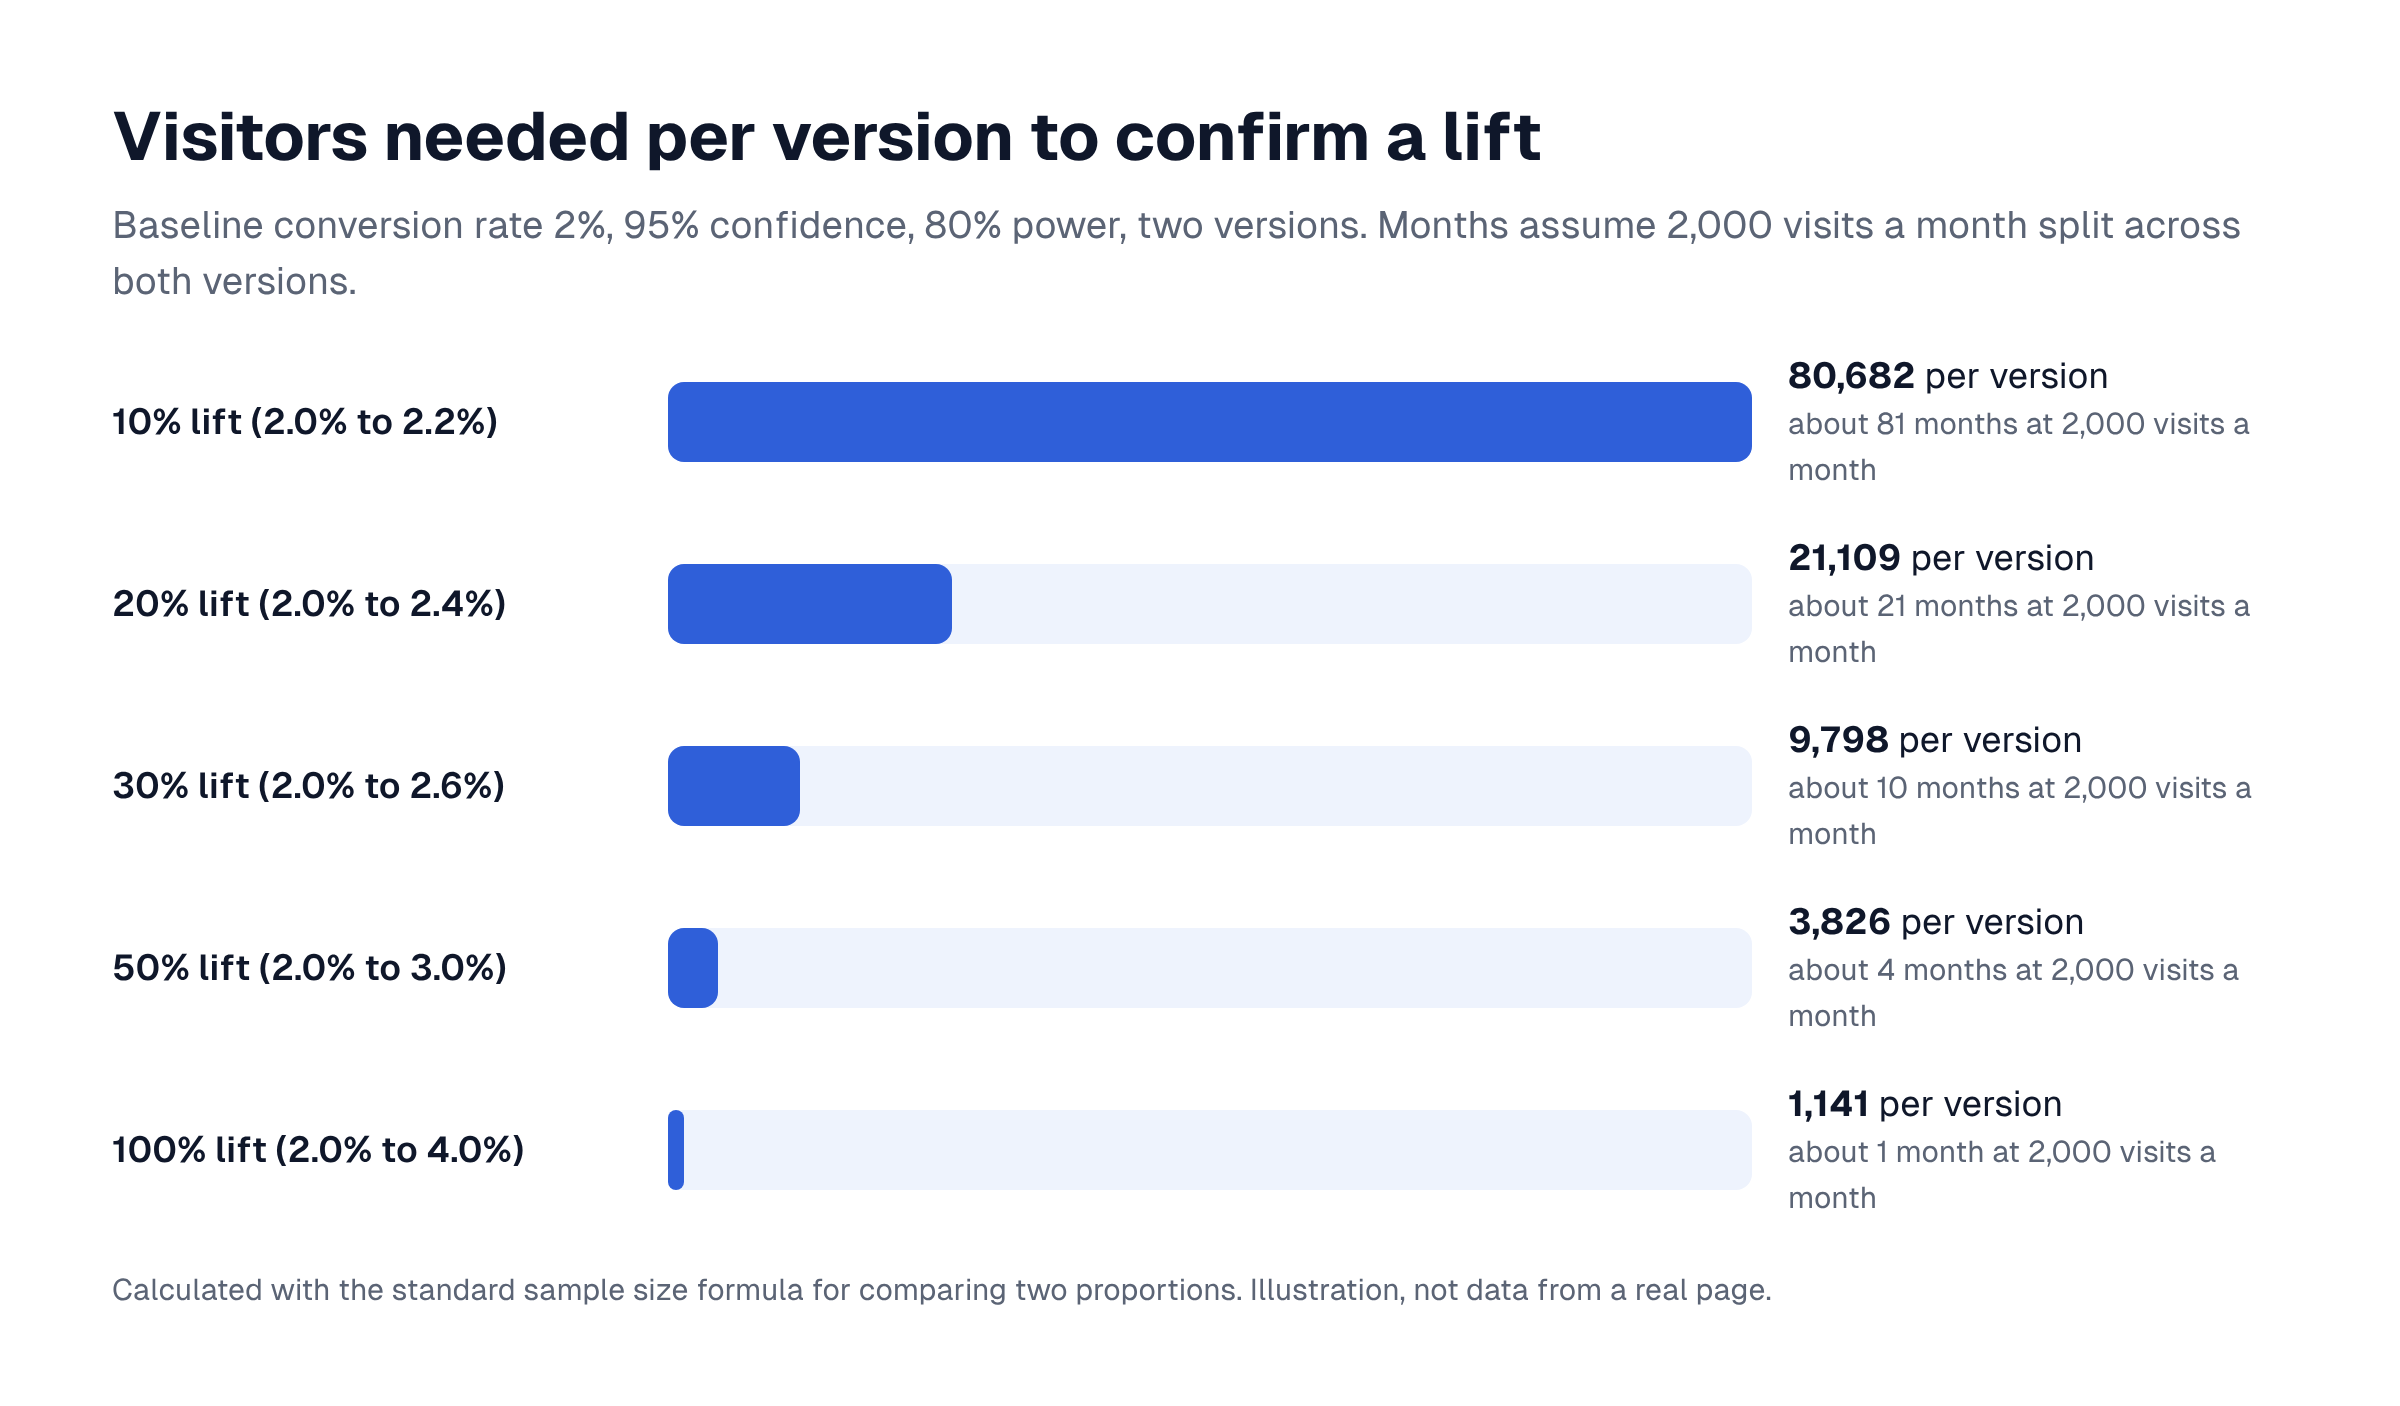 Visitors needed per version to confirm a lift
Baseline conversion rate 2%, 95% confidence, 80% power, two versions. Months assume 2,000 visits a month split across
both versions.
10% lift (2.0% to 2.2%)
80,682 per version
about 81 months at 2,000 visits a
month
20% lift (2.0% to 2.4%)
21,109 per version
about 21 months at 2,000 visits a
month
30% lift (2.0% to 2.6%)
9,798 per version
about 10 months at 2,000 visits a
month
50% lift (2.0% to 3.0%)
3,826 per version
about 4 months at 2,000 visits a
month
100% lift (2.0% to 4.0%)
1,141 per version
about 1 month at 2,000 visits a
month
Calculated with the standard sample size formula for comparing two proportions. Illustration, not data from a real page.